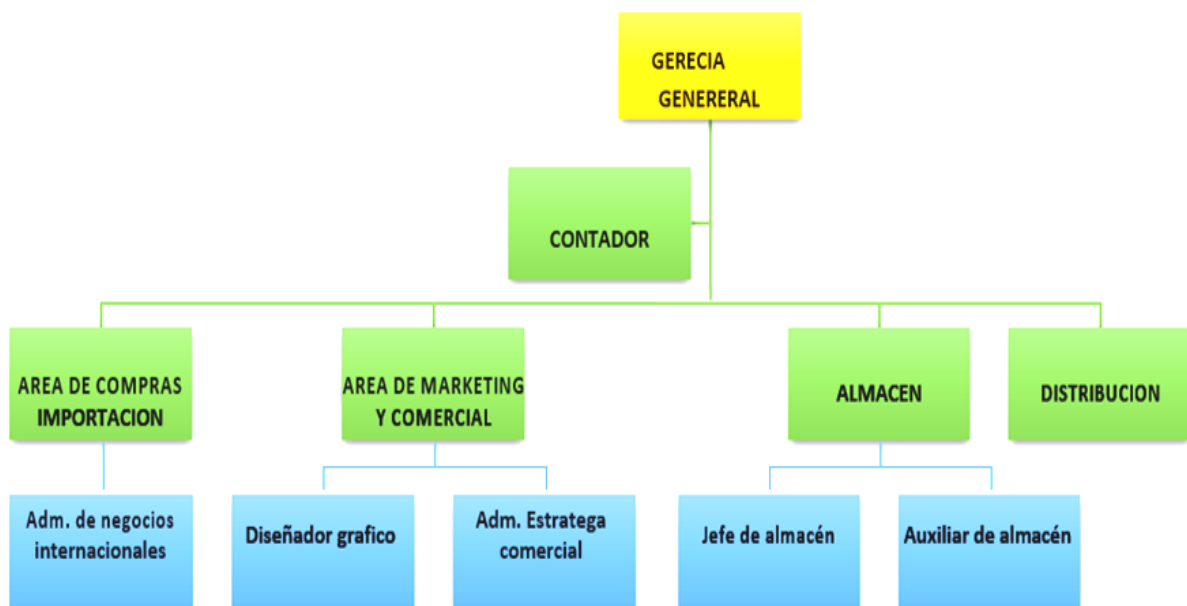 GERECIA
GENERERAL
CONTADOR
AREA DE COMPRAS
IMPORTACION
AREA DE MARKETING
Y COMERCIAL
ALMACEN
DISTRIBUCION
Adm. de negocios
internacionales
Diseñador grafico
Adm. Estratega
comercial
Jefe de almacén
Auxiliar de almacén